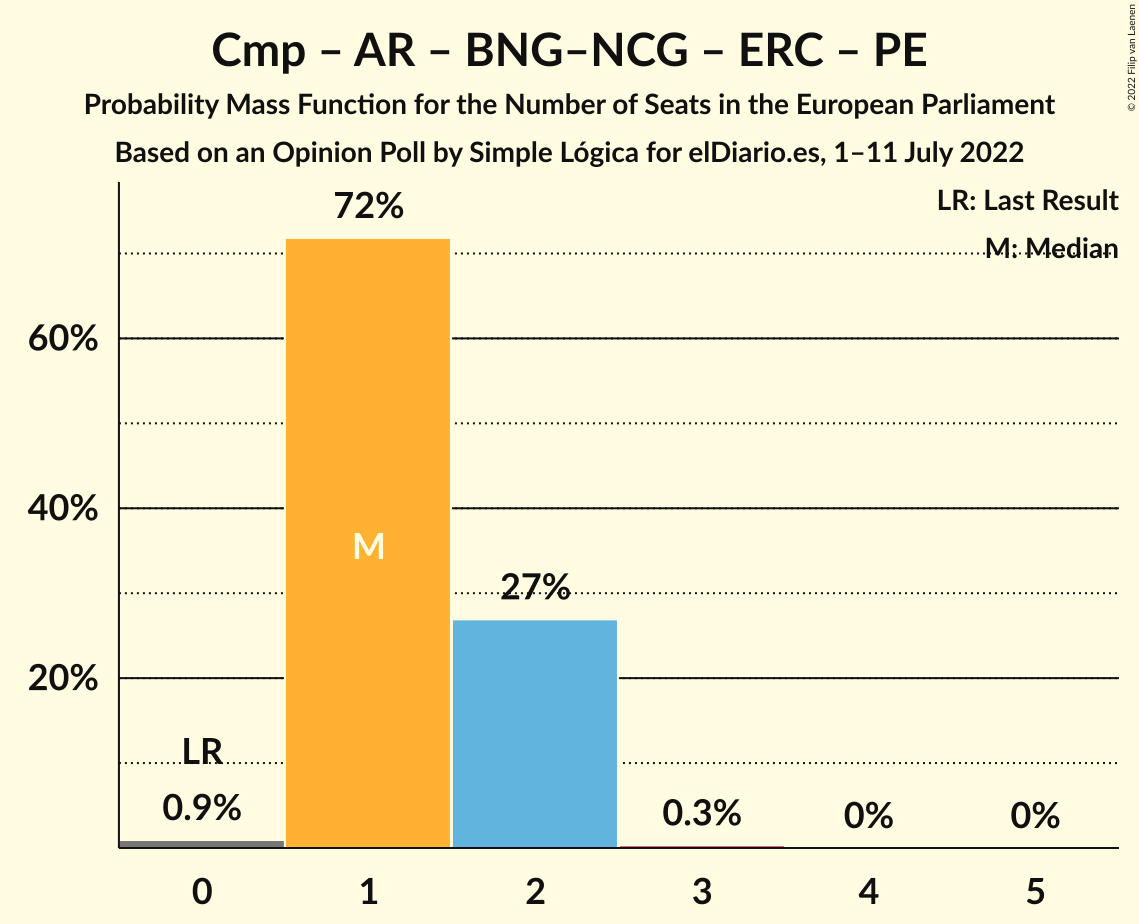 Cmp – AR – BNG–NCG – ERC – PE
Probability Mass Function for the Number of Seats in the European Parliament
Based on an Opinion Poll by Simple Lógica for elDiario.es, 1–11 July 2022
© 2022 Filip van Laenen
LR: Last Result
M: Median
72%
60%
40%
M
27%
20%
LR
0.9%
0.3%
0%
0%
0
1
2
3
4
5